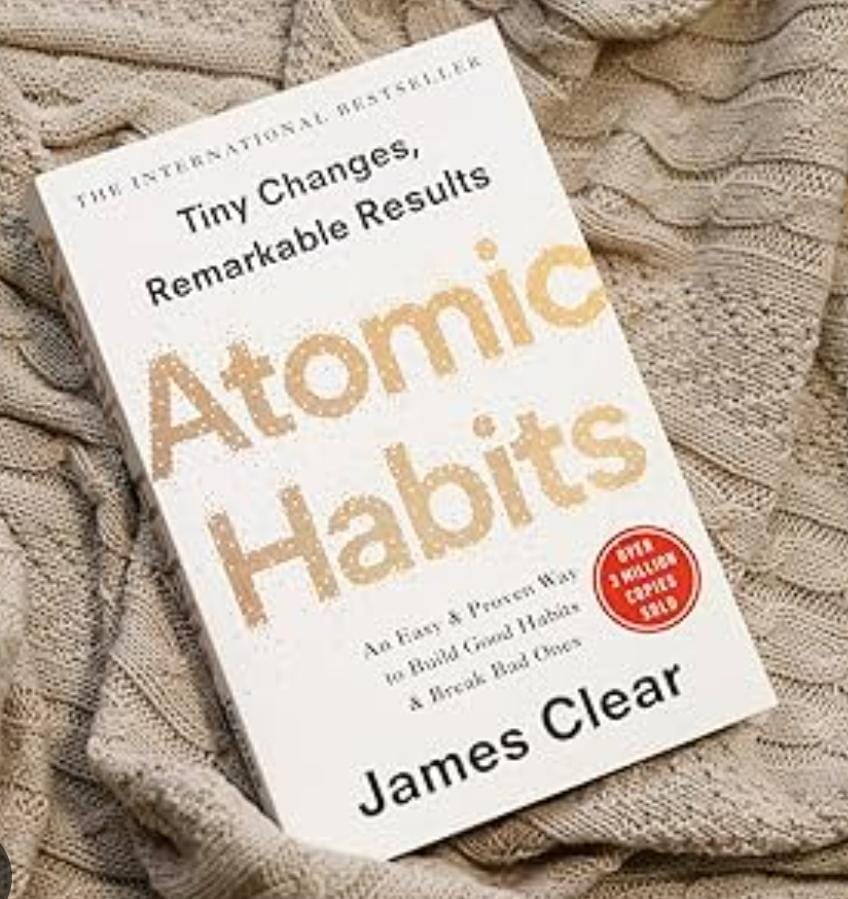 THE INTERNATIONAL BESTSELLER
Tiny Changes,
Remarkable Results
Atomic
Habits
An Easy & Proven Way
to Build Good Habits
& Break Bad Ones
OVER
3 MILLION
COPIES
SOLD
James Clear